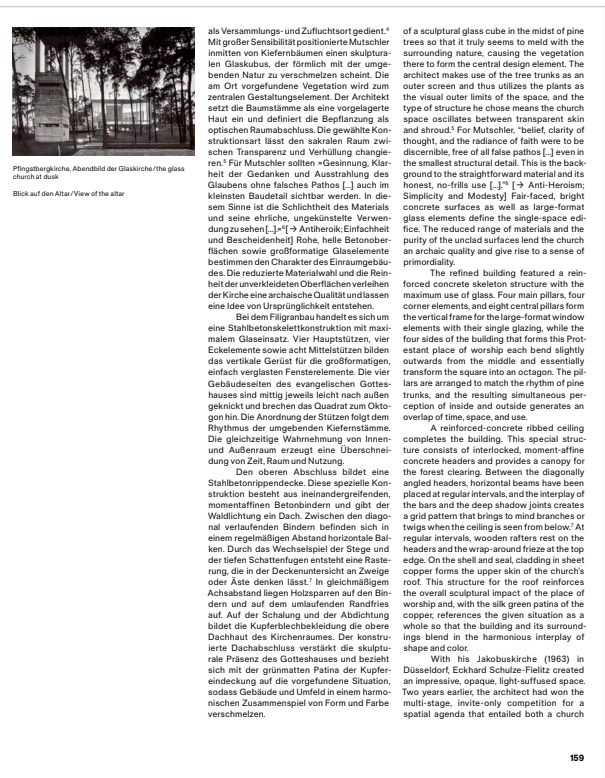 Pfingstbergkirche, Abendbild der Glaskirche/the glass
church at dusk
Blick auf den Altar/View of the altar
als Versammlungs- und Zufluchtsort gedient.⁴
Mit großer Sensibilität positionierte Mutschler
inmitten von Kiefernbäumen einen skulptura-
len Glaskubus, der förmlich mit der umge-
benden Natur zu verschmelzen scheint. Die
am Ort vorgefundene Vegetation wird zum
zentralen Gestaltungselement. Der Architekt
setzt die Baumstämme als eine vorgelagerte
Haut ein und definiert die Bepflanzung als
optischen Raumabschluss. Die gewählte Kon-
struktionsart lässt den sakralen Raum zwi-
schen Transparenz und Verhüllung changie-
ren.⁵ Für Mutschler sollten »Gesinnung, Klar-
heit der Gedanken und Ausstrahlung des
Glaubens ohne falsches Pathos [...] auch im
kleinsten Baudetail sichtbar werden. In die-
sem Sinne ist die Schlichtheit des Materials
und seine ehrliche, ungekünstelte Verwen-
dung zu sehen [...].«⁶ [→ Antiheroik; Einfachheit
und Bescheidenheit] Rohe, helle Betonober-
flächen sowie großformatige Glaselemente
bestimmen den Charakter des Einraumgebäu-
des. Die reduzierte Materialwahl und die Rein-
heit der unverkleideten Oberflächen verleihen
der Kirche eine archaische Qualität und lassen
eine Idee von Ursprünglichkeit entstehen.
Bei dem Filigranbau handelt es sich um
eine Stahlbetonskelettkonstruktion mit maxi-
malem Glaseinsatz. Vier Hauptstützen, vier
Eckelemente sowie acht Mittelstützen bilden
das vertikale Gerüst für die großformatigen,
einfach verglasten Fensterelemente. Die vier
Gebäudeseiten des evangelischen Gottes-
hauses sind mittig jeweils leicht nach außen
geknickt und brechen das Quadrat zum Okto-
gon hin. Die Anordnung der Stützen folgt dem
Rhythmus der umgebenden Kiefernstämme.
Die gleichzeitige Wahrnehmung von Innen-
und Außenraum erzeugt eine Überschnei-
dung von Zeit, Raum und Nutzung.
Den oberen Abschluss bildet eine
Stahlbetonrippendecke. Diese spezielle Kon-
struktion besteht aus ineinandergreifenden,
momentaffinen Betonbindern und gibt der
Waldlichtung ein Dach. Zwischen den diago-
nal verlaufenden Bindern befinden sich in
einem regelmäßigen Abstand horizontale Bal-
ken. Durch das Wechselspiel der Stege und
der tiefen Schattenfugen entsteht eine Raste-
rung, die in der Deckenuntersicht an Zweige
oder Äste denken lässt.⁷ In gleichmäßigem
Achsabstand liegen Holzsparren auf den Bin-
dern und auf dem umlaufenden Randfries
auf. Auf der Schalung und der Abdichtung
bildet die Kupferblechbekleidung die obere
Dachhaut des Kirchenraumes. Der konstru-
ierte Dachabschluss verstärkt die skulptu-
rale Präsenz des Gotteshauses und bezieht
sich mit der grünmatten Patina der Kupfer-
eindeckung auf die vorgefundene Situation,
sodass Gebäude und Umfeld in einem harmo-
nischen Zusammenspiel von Form und Farbe
verschmelzen.
of a sculptural glass cube in the midst of pine
trees so that it truly seems to meld with the
surrounding nature, causing the vegetation
there to form the central design element. The
architect makes use of the tree trunks as an
outer screen and thus utilizes the plants as
the visual outer limits of the space, and the
type of structure he chose means the church
space oscillates between transparent skin
and shroud.⁵ For Mutschler, “belief, clarity of
thought, and the radiance of faith were to be
discernible, free of all false pathos [...] even in
the smallest structural detail. This is the back-
ground to the straightforward material and its
honest, no-frills use [...].”⁶ [→ Anti-Heroism;
Simplicity and Modesty] Fair-faced, bright
concrete surfaces as well as large-format
glass elements define the single-space edi-
fice. The reduced range of materials and the
purity of the unclad surfaces lend the church
an archaic quality and give rise to a sense of
primordiality.
The refined building featured a rein-
forced concrete skeleton structure with the
maximum use of glass. Four main pillars, four
corner elements, and eight central pillars form
the vertical frame for the large-format window
elements with their single glazing, while the
four sides of the building that forms this Prot-
estant place of worship each bend slightly
outwards from the middle and essentially
transform the square into an octagon. The pil-
lars are arranged to match the rhythm of pine
trunks, and the resulting simultaneous per-
ception of inside and outside generates an
overlap of time, space, and use.
A reinforced-concrete ribbed ceiling
completes the building. This special struc-
ture consists of interlocked, moment-affine
concrete headers and provides a canopy for
the forest clearing. Between the diagonally
angled headers, horizontal beams have been
placed at regular intervals, and the interplay of
the bars and the deep shadow joints creates
a grid pattern that brings to mind branches or
twigs when the ceiling is seen from below.⁷ At
regular intervals, wooden rafters rest on the
headers and the wrap-around frieze at the top
edge. On the shell and seal, cladding in sheet
copper forms the upper skin of the church’s
roof. This structure for the roof reinforces
the overall sculptural impact of the place of
worship and, with the silk green patina of the
copper, references the given situation as a
whole so that the building and its surround-
ings blend in the harmonious interplay of
shape and color.
With his Jakobuskirche (1963) in
Düsseldorf, Eckhard Schulze-Fielitz created
an impressive, opaque, light-suffused space.
Two years earlier, the architect had won the
multi-stage, invite-only competition for a
spatial agenda that entailed both a church
159